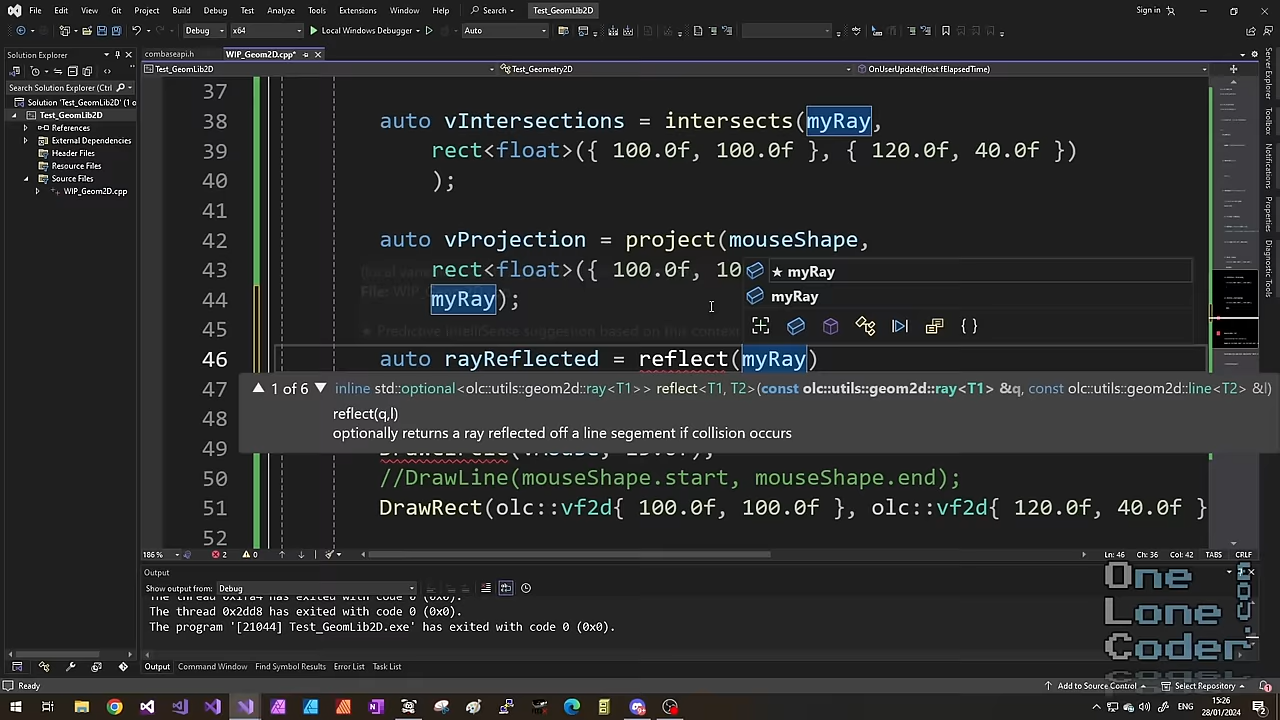 File Edit View Git Project Build Debug Test Analyze Tools Extensions Window Help Search Test_GeomLib2D Sign in
Debug x64 Local Windows Debugger Auto
Solution Explorer
combaseapi.h WIP_Geom2D.cpp*
Test_GeomLib2D Test_Geometry2D OnUserUpdate(float fElapsedTime)
Search Solution Explorer (Ctrl
Solution 'Test_GeomLib2D' (1 o
Test_GeomLib2D
References
External Dependencies
Header Files
Resource Files
Source Files
WIP_Geom2D.cpp
37
38 auto vIntersections = intersects(myRay,
39 rect<float>({ 100.0f, 100.0f }, { 120.0f, 40.0f })
40 );
41
42 auto vProjection = project(mouseShape,
43 rect<float>({ 100.0f, 10
44 myRay);
45
46 auto rayReflected = reflect(myRay)
47
48
49
50 //DrawLine(mouseShape.start, mouseShape.end);
51 DrawRect(olc::vf2d{ 100.0f, 100.0f }, olc::vf2d{ 120.0f, 40.0f }
52
★ myRay
myRay
1 of 6 inline std::optional<olc::utils::geom2d::ray<T1>> reflect<T1, T2>(const olc::utils::geom2d::ray<T1> &q, const olc::utils::geom2d::line<T2> &l)
reflect(q,l)
optionally returns a ray reflected off a line segement if collision occurs
186 % 2 0 Ln: 46 Ch: 36 Col: 42 TABS CRLF
Output
Show output from: Debug
The thread 0x2dd8 has exited with code 0 (0x0).
The program '[21044] Test_GeomLib2D.exe' has exited with code 0 (0x0).
Output Command Window Find Symbol Results Error List Task List
Ready Add to Source Control Select Repository
Server Explorer
Toolbox
Notifications
Properties
Diagnostic Tools
One
Lone
Coder
.com
ENG 15:26
28/01/2024